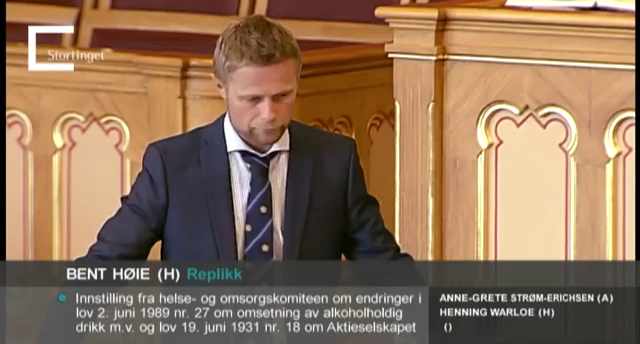 Stortinget
BENT HØIE (H) Replikk
Innstilling fra helse- og omsorgskomiteen om endringer i
lov 2. juni 1989 nr. 27 om omsetning av alkoholholdig
drikk m.v. og lov 19. juni 1931 nr. 18 om Aktieselskapet
ANNE-GRETE STRØM-ERICHSEN (A)
HENNING WARLOE (H)
()